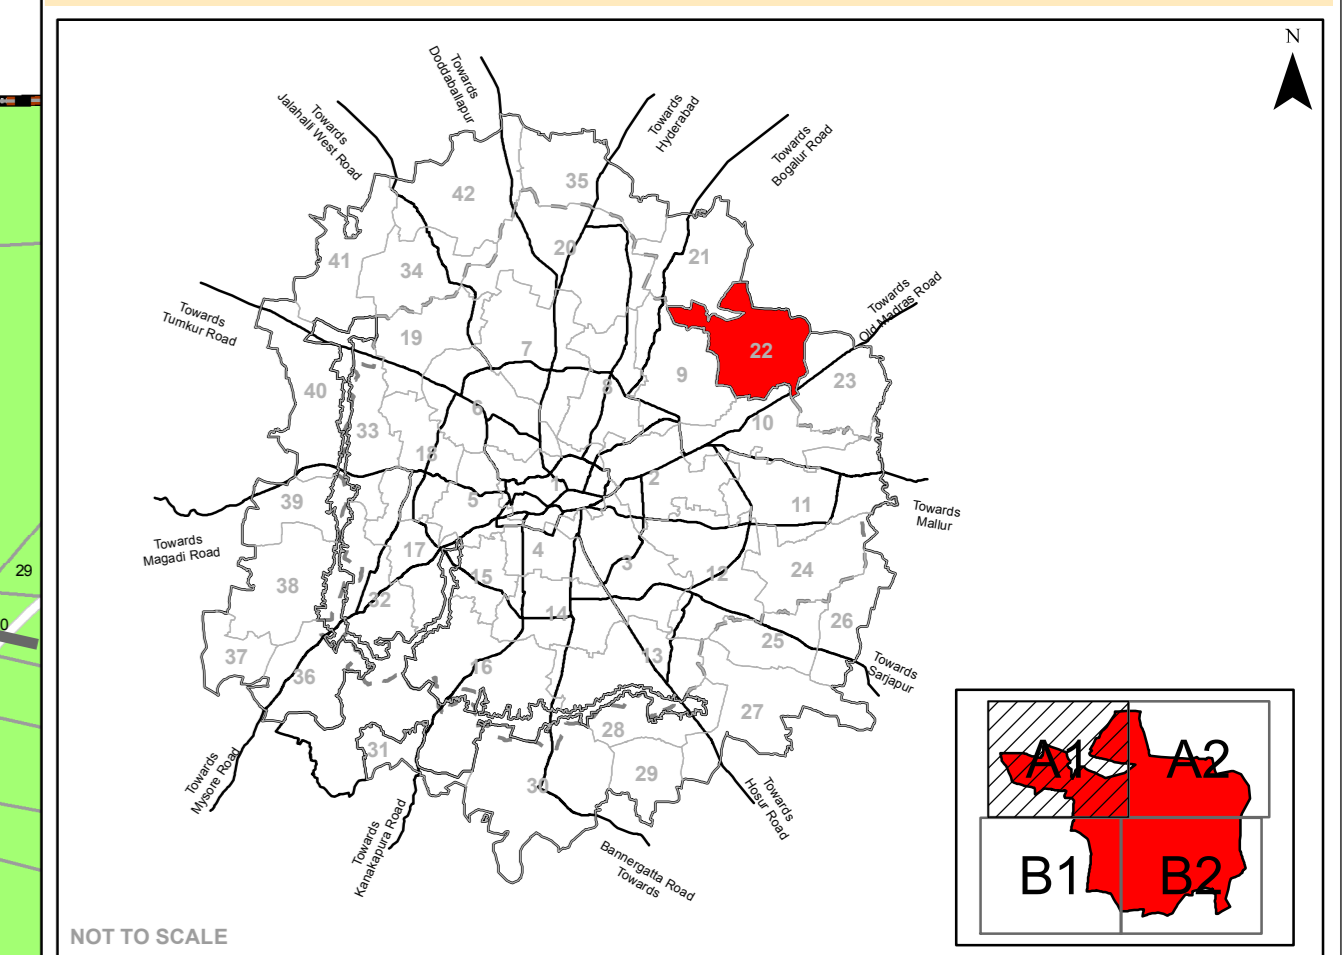 N
Towards
Doddaballapur
Towards
Jalahalli West Road
Towards
Hyderabad
Towards
Bogalur Road
42
35
20
21
41
34
Towards
Old Madras Road
Towards
Tumkur Road
19
7
22
9
23
8
40
6
10
33
18
1
2
5
39
11
Towards
Mallur
Towards
Magadi Road
17
4
3
12
24
29
15
38
32
14
26
0
25
13
37
16
36
Towards
Sarjapur
27
28
31
29
30
Towards
Mysore Road
Towards
Kanakapura Road
Bannergatta Road
Towards
Towards
Hosur Road
A1
A2
B1
B2
NOT TO SCALE